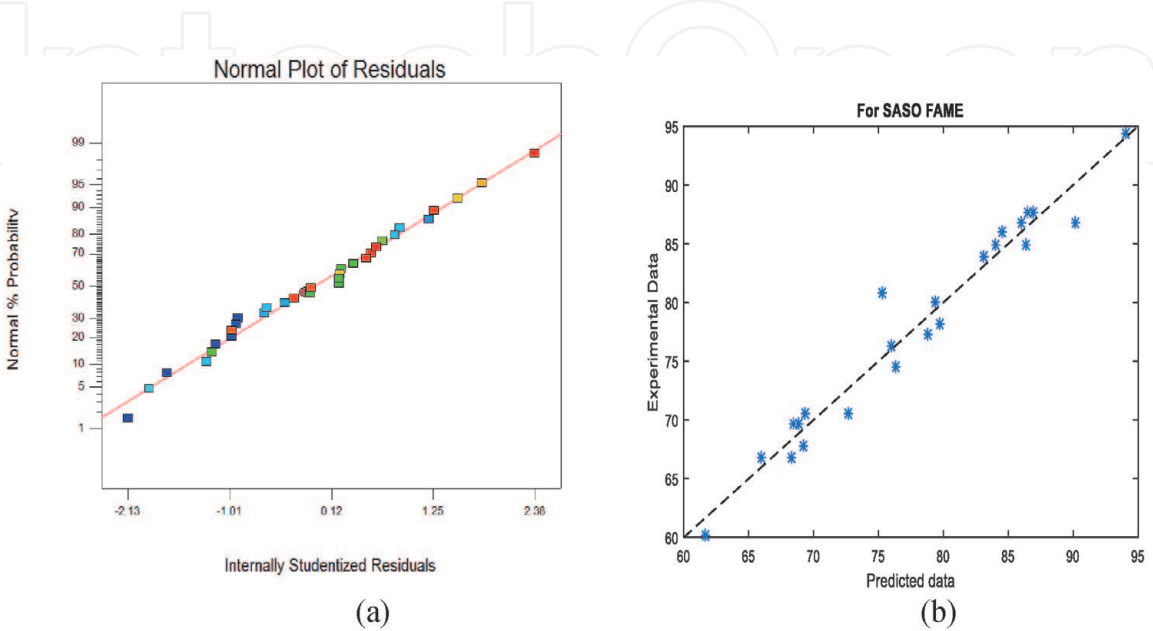 IntechOpen
Normal Plot of Residuals
Normal % Probability
99
95
90
80
70
50
30
20
10
5
1
-2.13 -1.01 0.12 1.25 2.36
Internally Studentized Residuals
(a)
For SASO FAME
Experimental Data
95
90
85
80
75
70
65
60
60 65 70 75 80 85 90 95
Predicted data
(b)